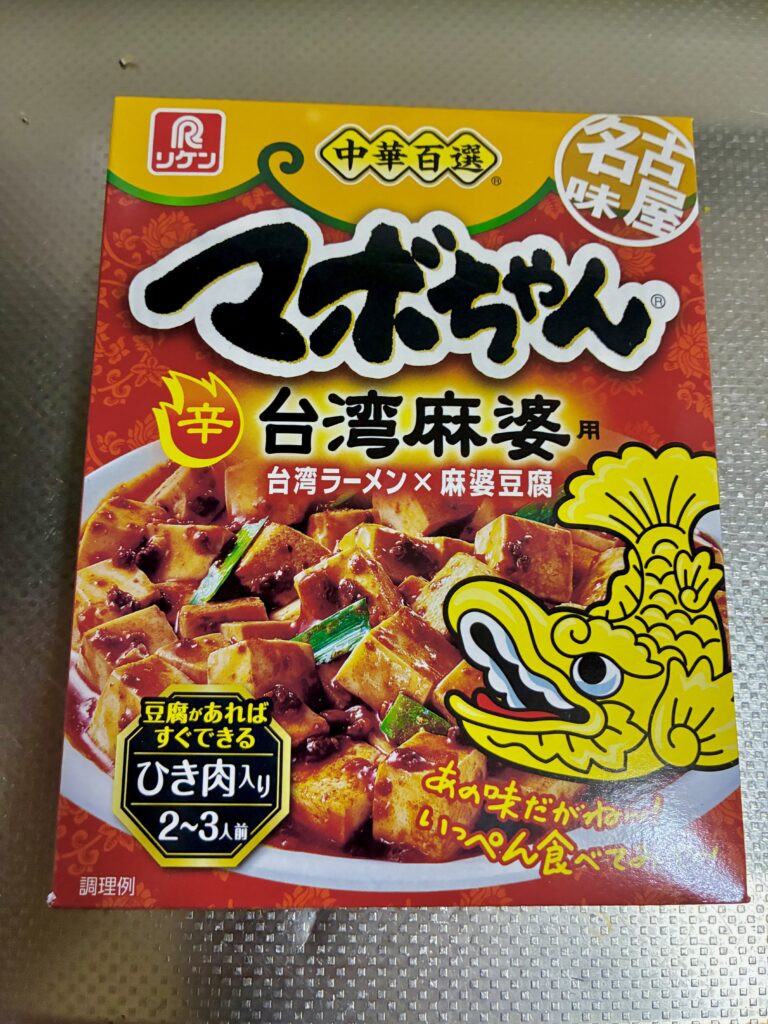 リケン
中華百選
名古屋味
マボちゃん
辛
台湾麻婆用
台湾ラーメン×麻婆豆腐
豆腐があれば
すぐできる
ひき肉入り
2〜3人前
あの味だがね〜!
いっぺん食べてみ
調理例